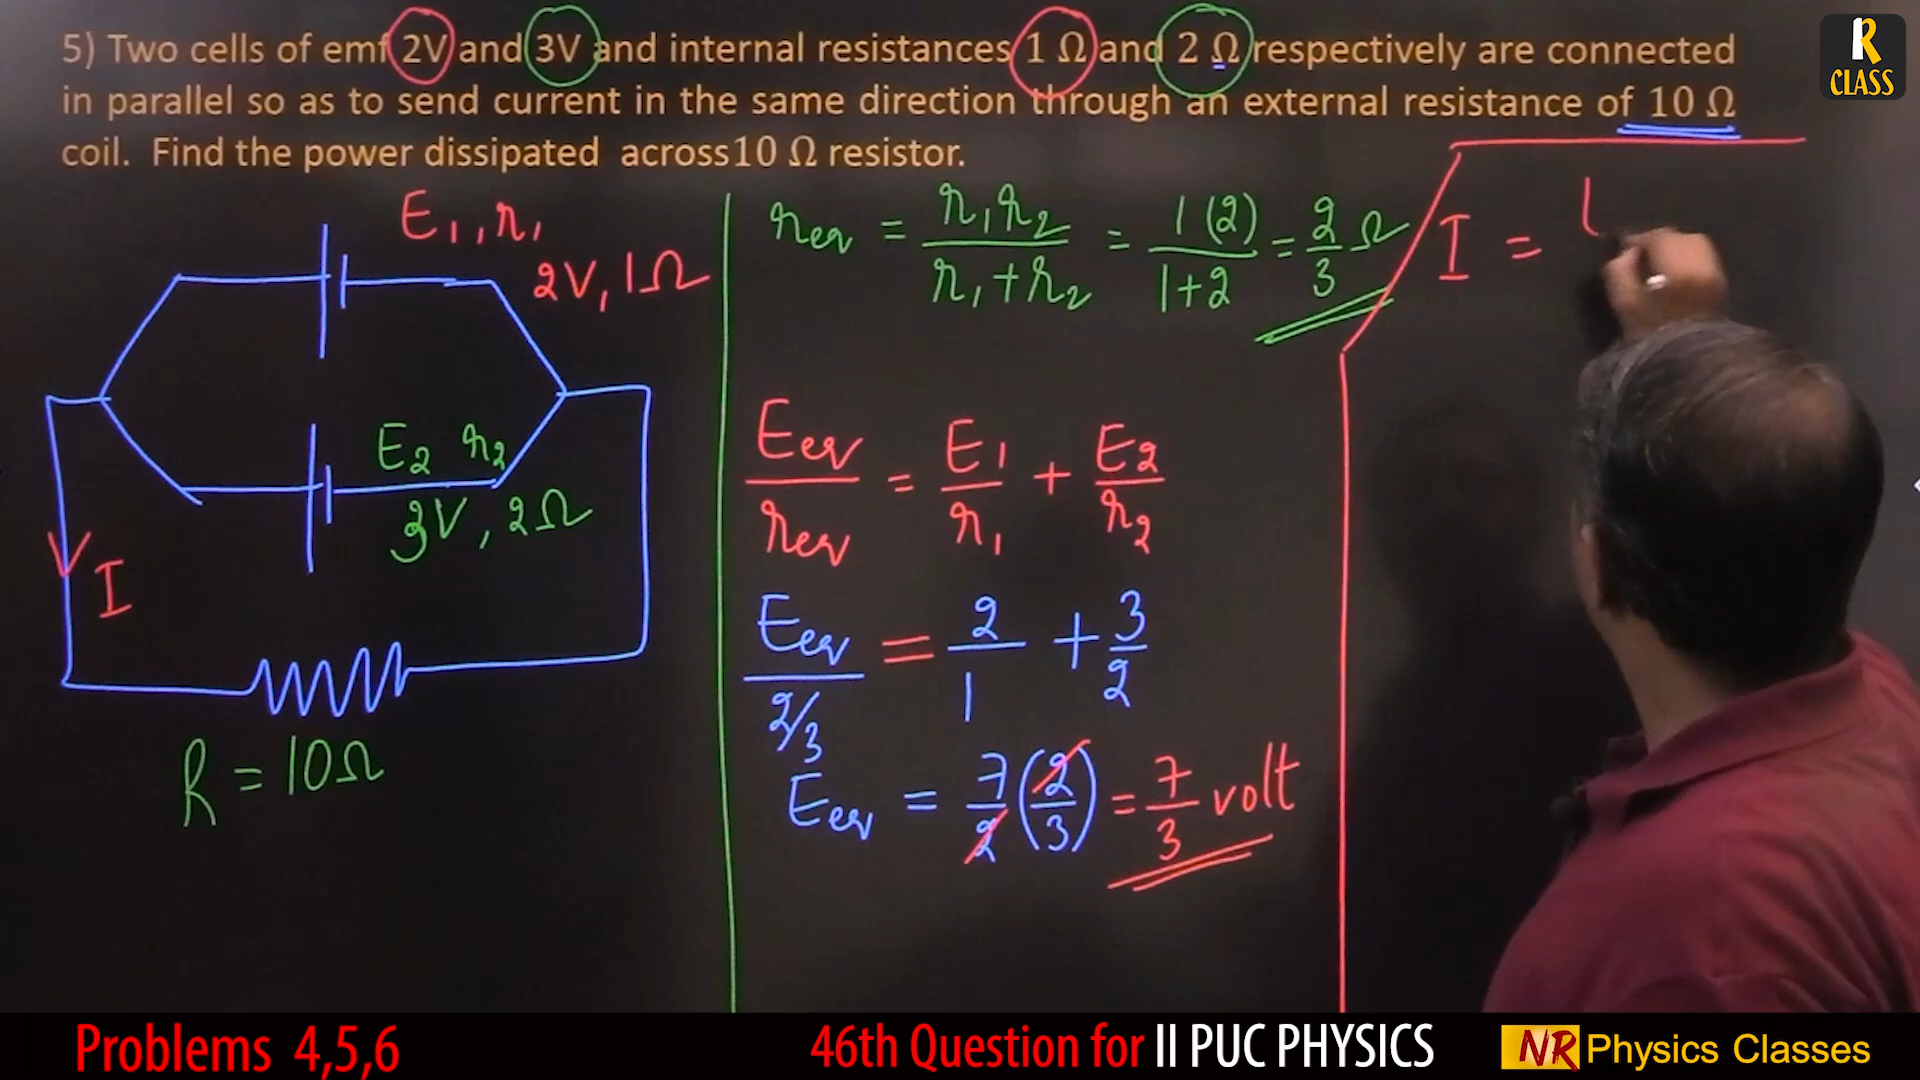 5) Two cells of emf 2V and 3V and internal resistances 1 Ω and 2 Ω respectively are connected
in parallel so as to send current in the same direction through an external resistance of 10 Ω
coil. Find the power dissipated across 10 Ω resistor.
R
CLASS
E1, r1
2V, 1Ω
E2 r2
3V, 2Ω
I
R = 10Ω
req = r1r2/(r1+r2) = 1(2)/(1+2) = 2/3 Ω
Eeq/req = E1/r1 + E2/r2
Eeq/(2/3) = 2/1 + 3/2
Eeq = 7/2 (2/3) = 7/3 volt
I =
Problems 4,5,6
46th Question for II PUC PHYSICS
NR Physics Classes